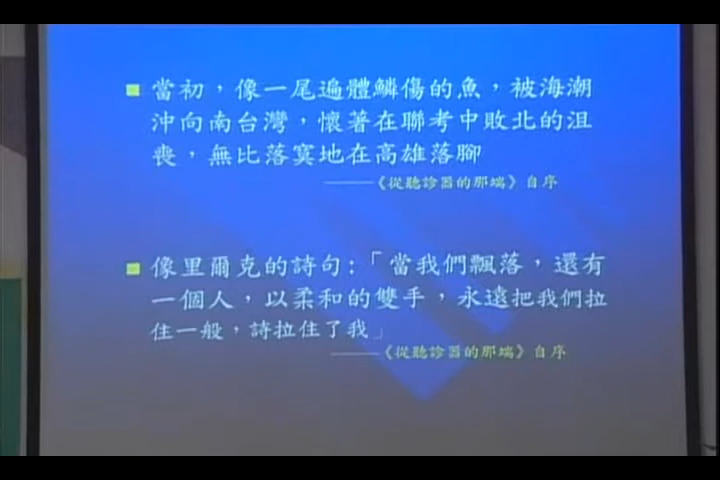 當初，像一尾遍體鱗傷的魚，被海潮
沖向南台灣，懷著在聯考中敗北的沮
喪，無比落寞地在高雄落腳
——《從聽診器的那端》自序
像里爾克的詩句：「當我們飄落，還有
一個人，以柔和的雙手，永遠把我們拉
住一般，詩拉住了我」
——《從聽診器的那端》自序